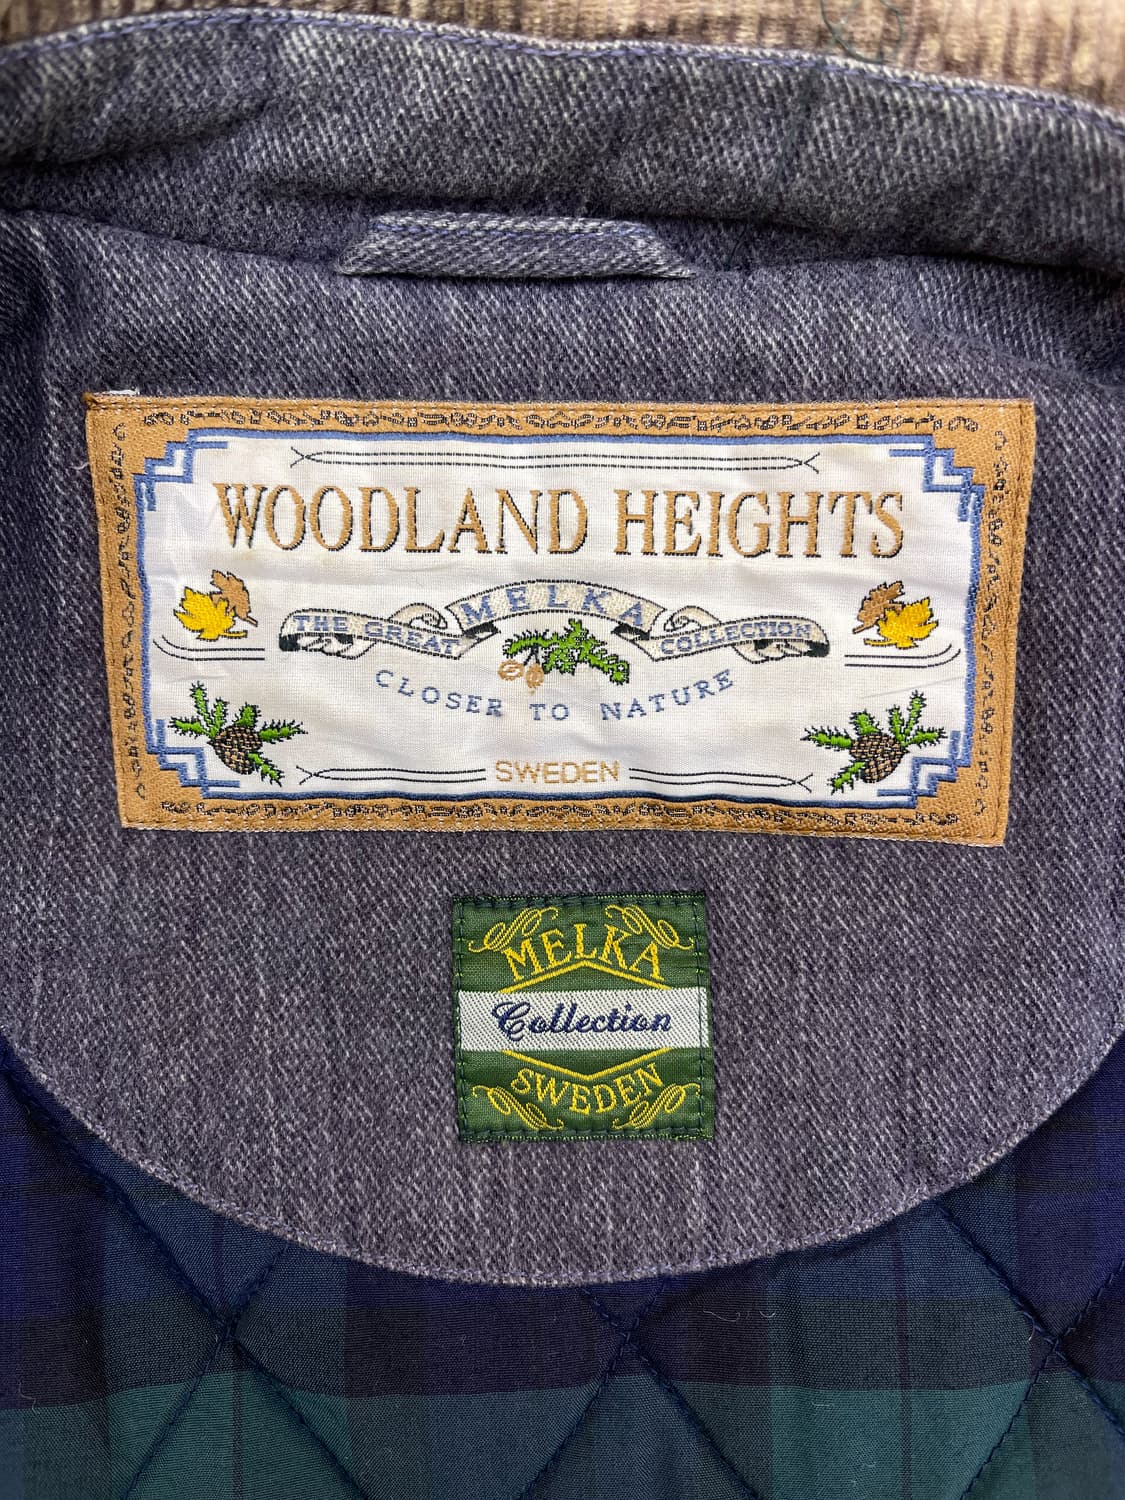 WOODLAND HEIGHTS
THE GREAT MELKA COLLECTION
CLOSER TO NATURE
SWEDEN
MELKA
Collection
SWEDEN